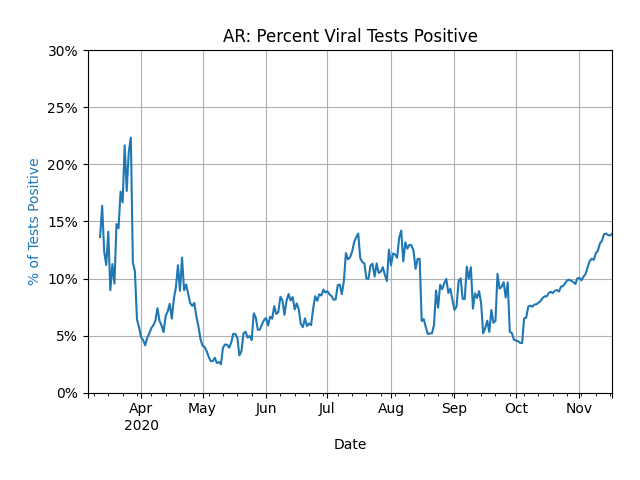 AR: Percent Viral Tests Positive
30%
25%
20%
15%
10%
5%
0%
% of Tests Positive
Apr May Jun Jul Aug Sep Oct Nov
2020
Date